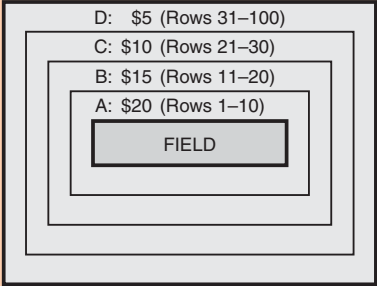 D: $5 (Rows 31–100)
C: $10 (Rows 21–30)
B: $15 (Rows 11–20)
A: $20 (Rows 1–10)
FIELD